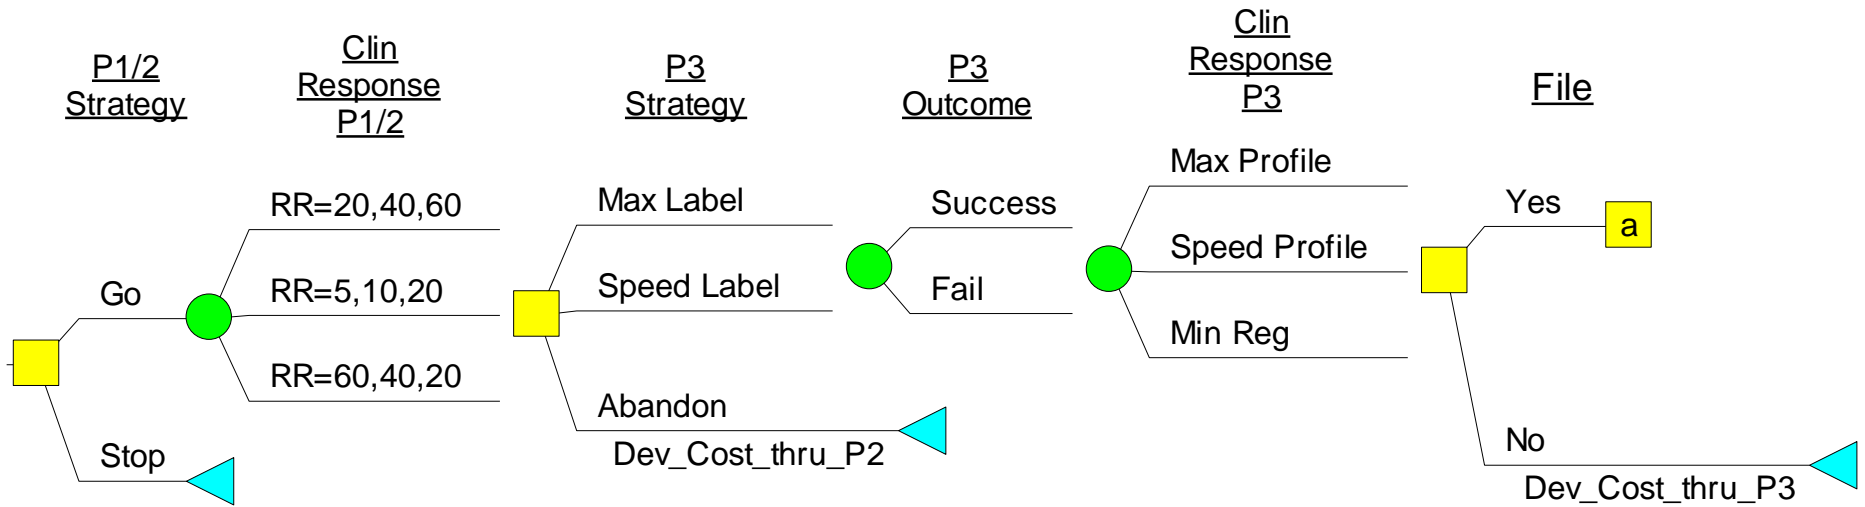 P1/2
Strategy
Clin
Response
P1/2
P3
Strategy
P3
Outcome
Clin
Response
P3
File
Go
Stop
RR=20,40,60
RR=5,10,20
RR=60,40,20
Max Label
Speed Label
Abandon
Dev_Cost_thru_P2
Success
Fail
Max Profile
Speed Profile
Min Reg
Yes
a
No
Dev_Cost_thru_P3